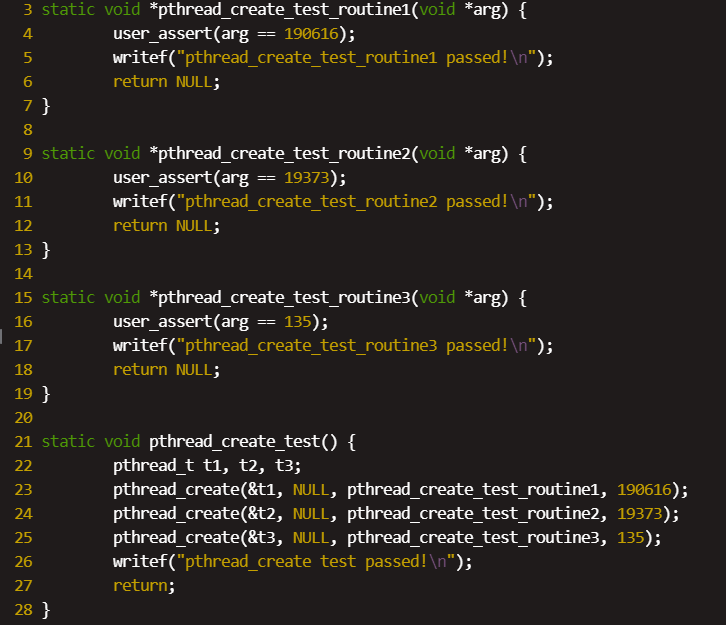 3 static void *pthread_create_test_routine1(void *arg) {
4         user_assert(arg == 190616);
5         writef("pthread_create_test_routine1 passed!\n");
6         return NULL;
7 }
8
9 static void *pthread_create_test_routine2(void *arg) {
10         user_assert(arg == 19373);
11         writef("pthread_create_test_routine2 passed!\n");
12         return NULL;
13 }
14
15 static void *pthread_create_test_routine3(void *arg) {
16         user_assert(arg == 135);
17         writef("pthread_create_test_routine3 passed!\n");
18         return NULL;
19 }
20
21 static void pthread_create_test() {
22         pthread_t t1, t2, t3;
23         pthread_create(&t1, NULL, pthread_create_test_routine1, 190616);
24         pthread_create(&t2, NULL, pthread_create_test_routine2, 19373);
25         pthread_create(&t3, NULL, pthread_create_test_routine3, 135);
26         writef("pthread_create test passed!\n");
27         return;
28 }